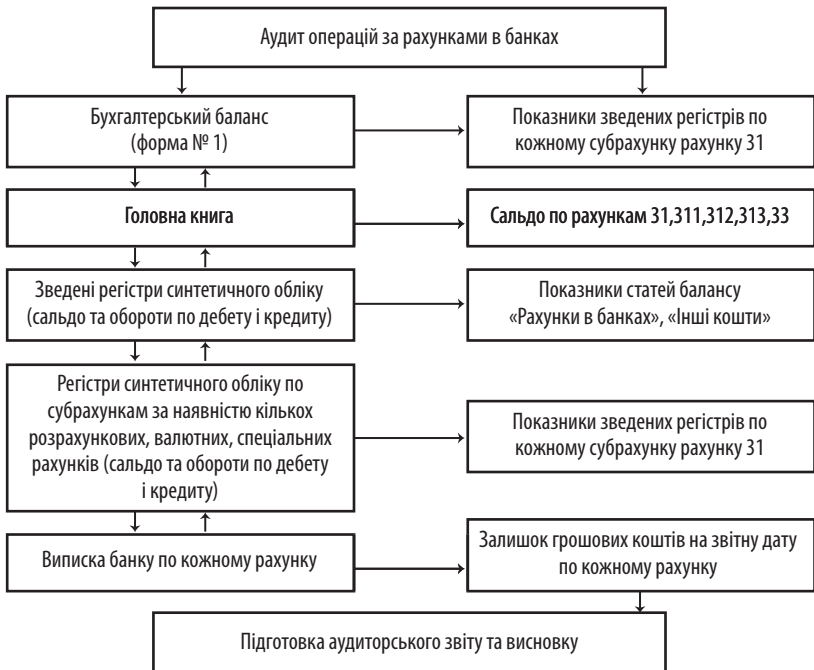 Аудит операцій за рахунками в банках
Бухгалтерський баланс
(форма № 1)
Показники зведених регістрів по
кожному субрахунку рахунку 31
Головна книга
Сальдо по рахункам 31,311,312,313,33
Зведені регістри синтетичного обліку
(сальдо та обороти по дебету і кредиту)
Показники статей балансу
«Рахунки в банках», «Інші кошти»
Регістри синтетичного обліку по
субрахункам за наявністю кількох
розрахункових, валютних, спеціальних
рахунків (сальдо та обороти по дебету
і кредиту)
Показники зведених регістрів по
кожному субрахунку рахунку 31
Виписка банку по кожному рахунку
Залишок грошових коштів на звітну дату
по кожному рахунку
Підготовка аудиторського звіту та висновку